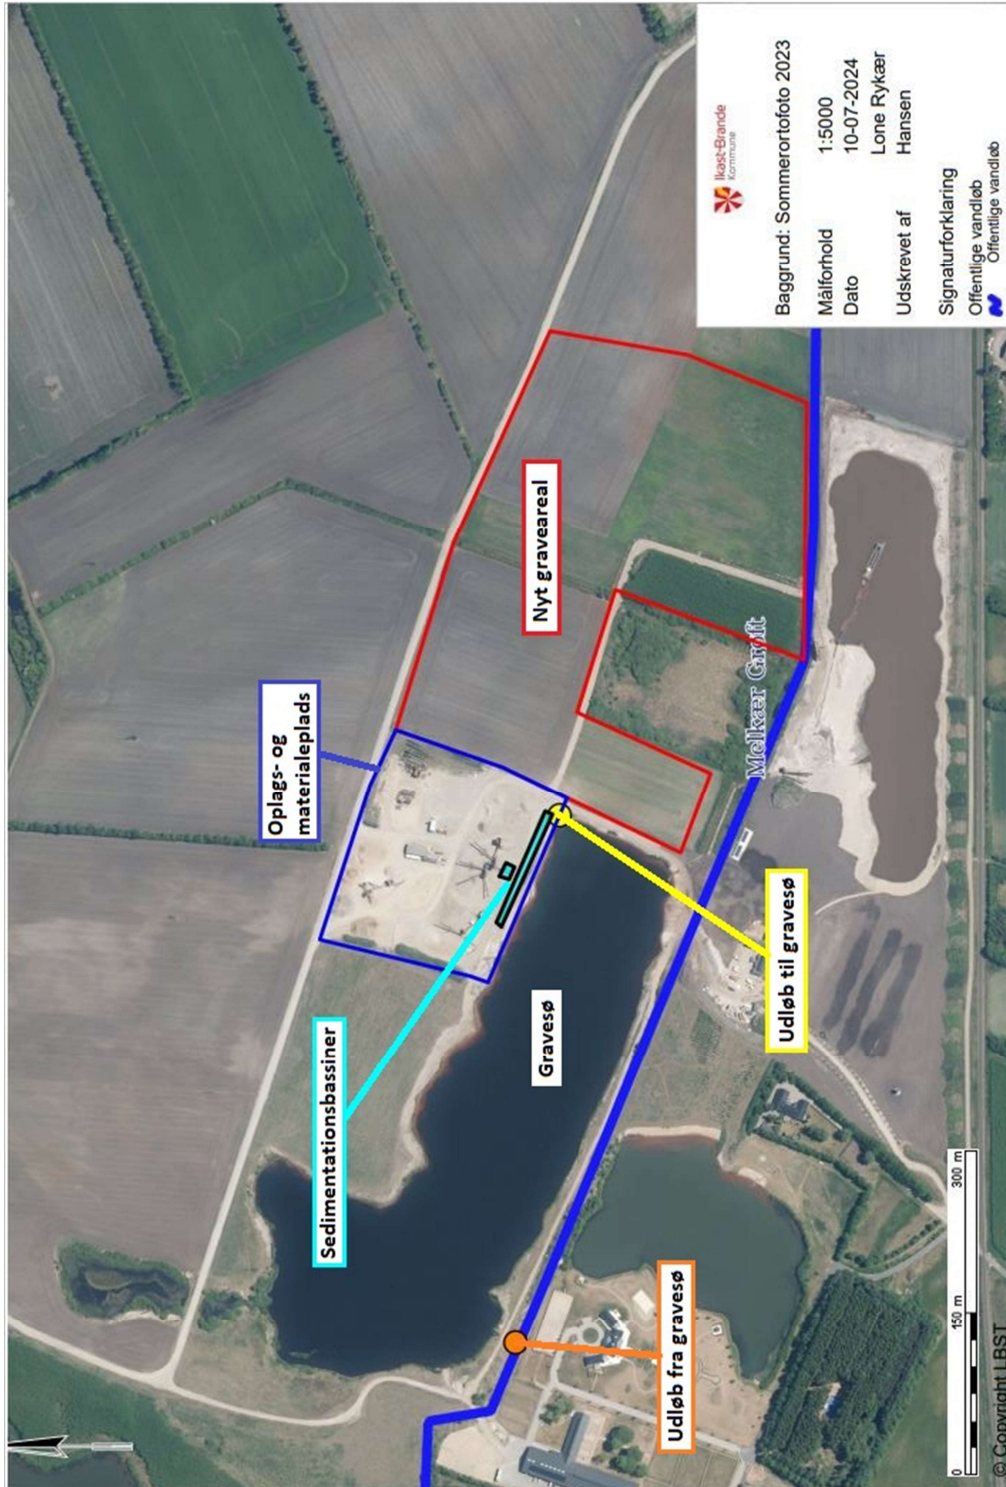 Ikast-Brande
Kommune
Baggrund: Sommerortofoto 2023
Målforhold 1:5000
Dato 10-07-2024
Udskrevet af Lone Rykær
Hansen
Signaturforklaring
Offentlige vandløb
Offentlige vandløb
Oplags- og
materialeplads
Nyt graveareal
Sedimentationsbassiner
Gravesø
Udløb til gravesø
Udløb fra gravesø
Melkær Grøft
0 150 m 300 m
© Copyright LBST